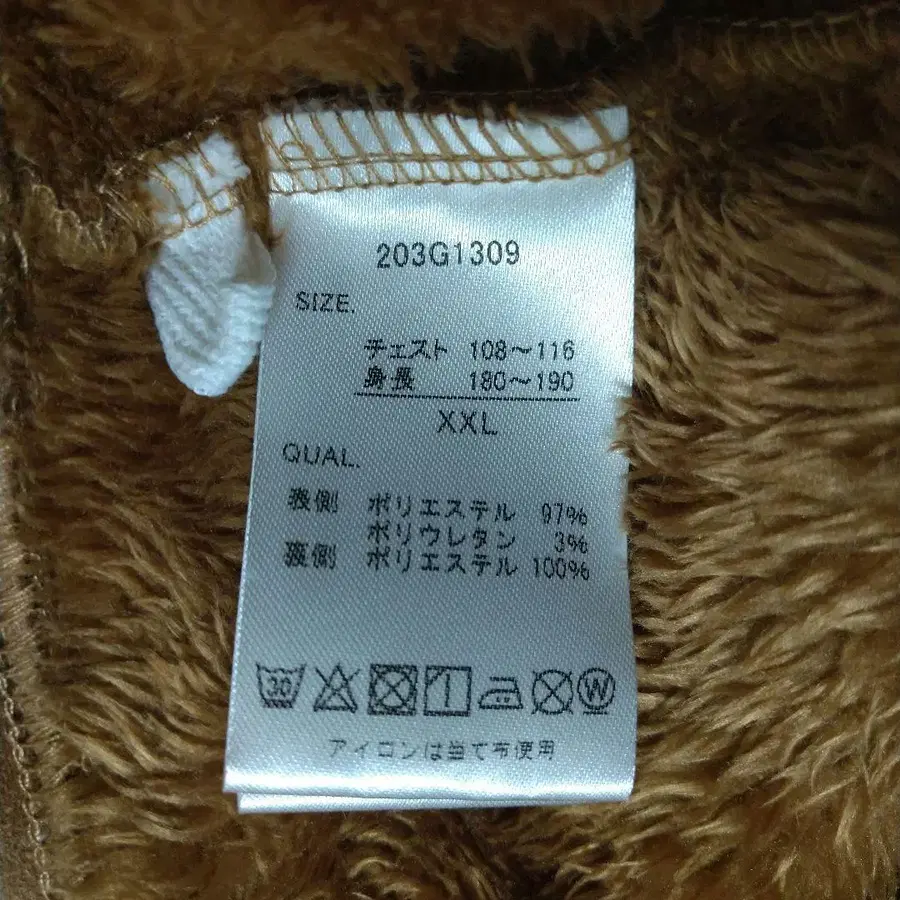 203G1309
SIZE.
チェスト 108～116
身長 180～190
XXL
QUAL.
表側 ポリエステル 97%
ポリウレタン 3%
裏側 ポリエステル 100%
30 W
アイロンは当て布使用